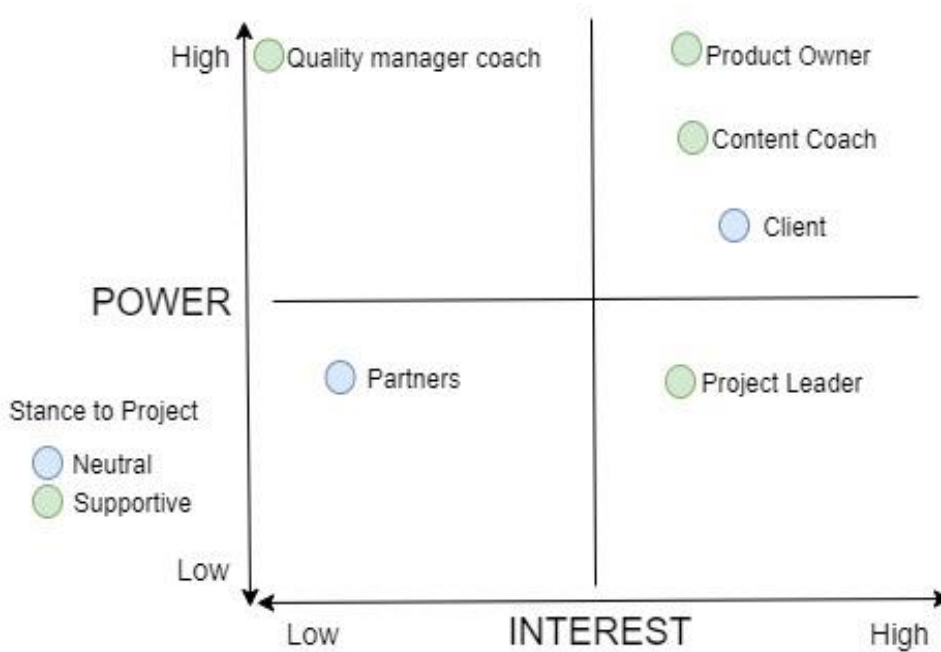 High
Quality manager coach
Product Owner
Content Coach
Client
POWER
Partners
Project Leader
Stance to Project
Neutral
Supportive
Low
Low
INTEREST
High